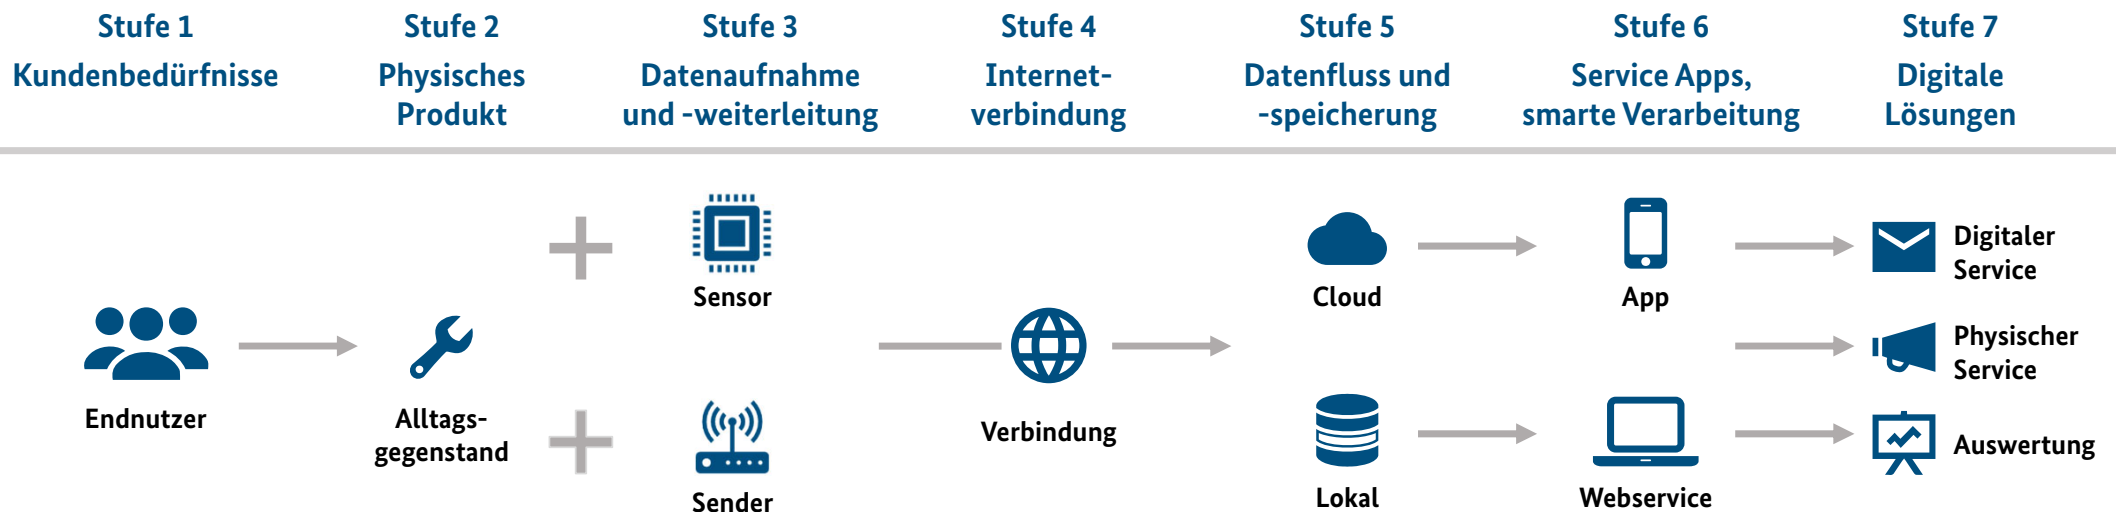 Stufe 1
Kundenbedürfnisse
Stufe 2
Physisches
Produkt
Stufe 3
Datenaufnahme
und -weiterleitung
Stufe 4
Internet-
verbindung
Stufe 5
Datenfluss und
-speicherung
Stufe 6
Service Apps,
smarte Verarbeitung
Stufe 7
Digitale
Lösungen
Endnutzer
Alltags-
gegenstand
Sensor
Sender
Verbindung
Cloud
Lokal
App
Webservice
Digitaler
Service
Physischer
Service
Auswertung